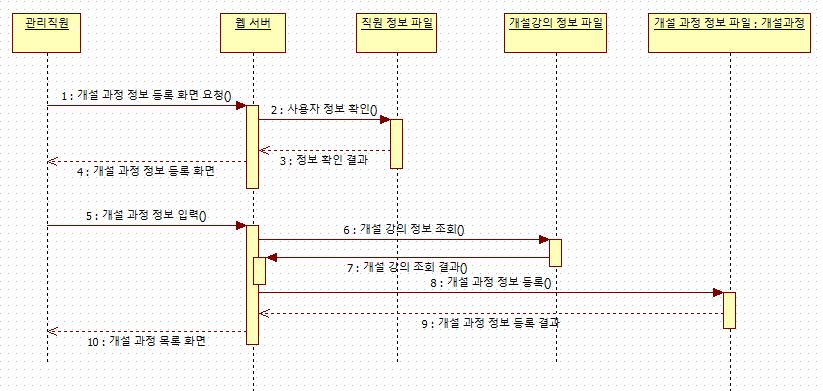 관리직원
웹 서버
직원 정보 파일
개설강의 정보 파일
개설 과정 정보 파일 : 개설과정
1 : 개설 과정 정보 등록 화면 요청()
2 : 사용자 정보 확인()
3 : 정보 확인 결과
4 : 개설 과정 정보 등록 화면
5 : 개설 과정 정보 입력()
6 : 개설 강의 정보 조회()
7 : 개설 강의 조회 결과()
8 : 개설 과정 정보 등록()
9 : 개설 과정 정보 등록 결과
10 : 개설 과정 목록 화면